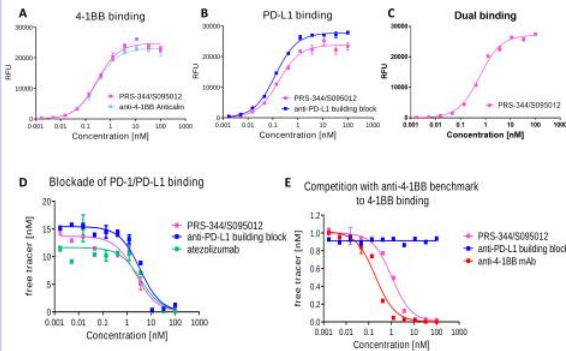 A
4-1BB binding
30000
20000
10000
0
RFU
0.001 0.01 0.1 1 10 100 1000
Concentration [nM]
PRS-344/S095012
anti-4-1BB Anticalin
B
PD-L1 binding
30000
20000
10000
0
RFU
0.001 0.01 0.1 1 10 100 1000
Concentration [nM]
PRS-344/S095012
anti-PD-L1 building block
C
Dual binding
30000
20000
10000
0
RFU
0.001 0.01 0.1 1 10 100 1000
Concentration [nM]
PRS-344/S095012
D
Blockade of PD-1/PD-L1 binding
20
15
10
5
0
free tracer [nM]
0.001 0.01 0.1 1 10 100 1000
Concentration [nM]
PRS-344/S095012
anti-PD-L1 building block
atezolizumab
E
Competition with anti-4-1BB benchmark
to 4-1BB binding
1.2
1.0
0.8
0.6
0.4
0.2
0.0
free tracer [nM]
0.001 0.01 0.1 1 10 100 1000
Concentration [nM]
PRS-344/S095012
anti-PD-L1 building block
anti-4-1BB mAb